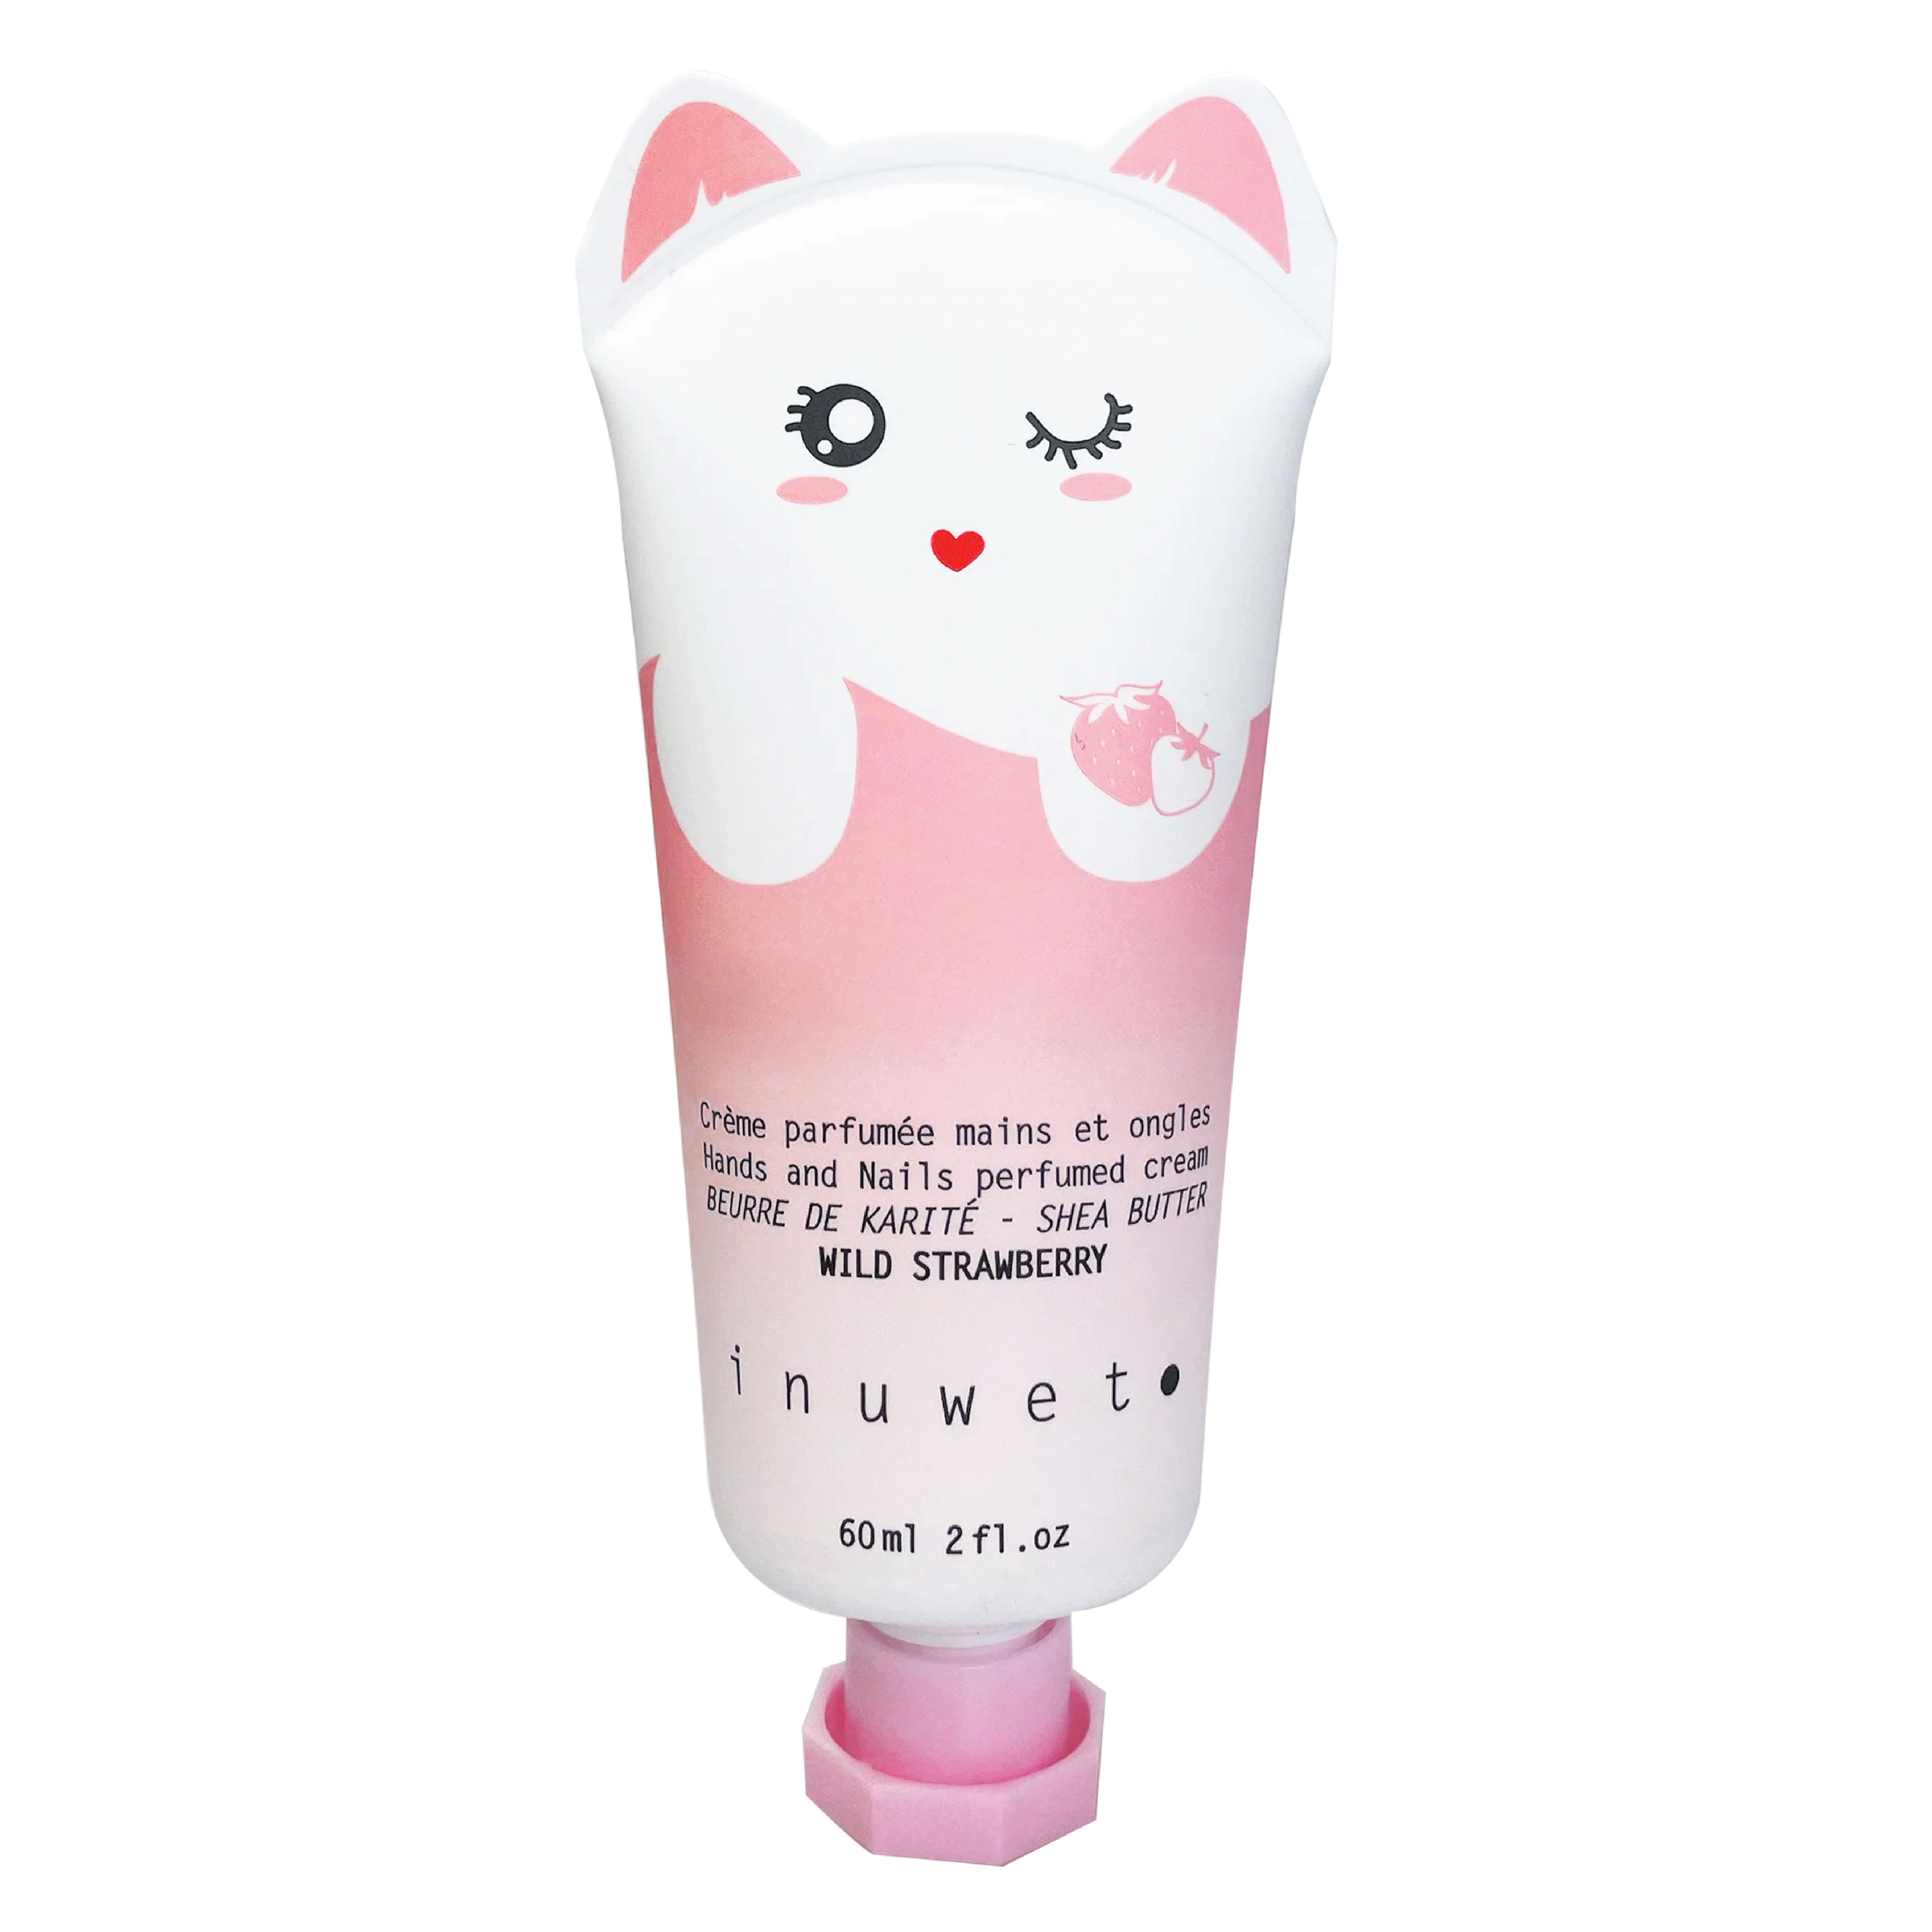 Crème parfumée mains et ongles
Hands and Nails perfumed cream
BEURRE DE KARITÉ - SHEA BUTTER
WILD STRAWBERRY
inuwet•
60ml 2fl.oz